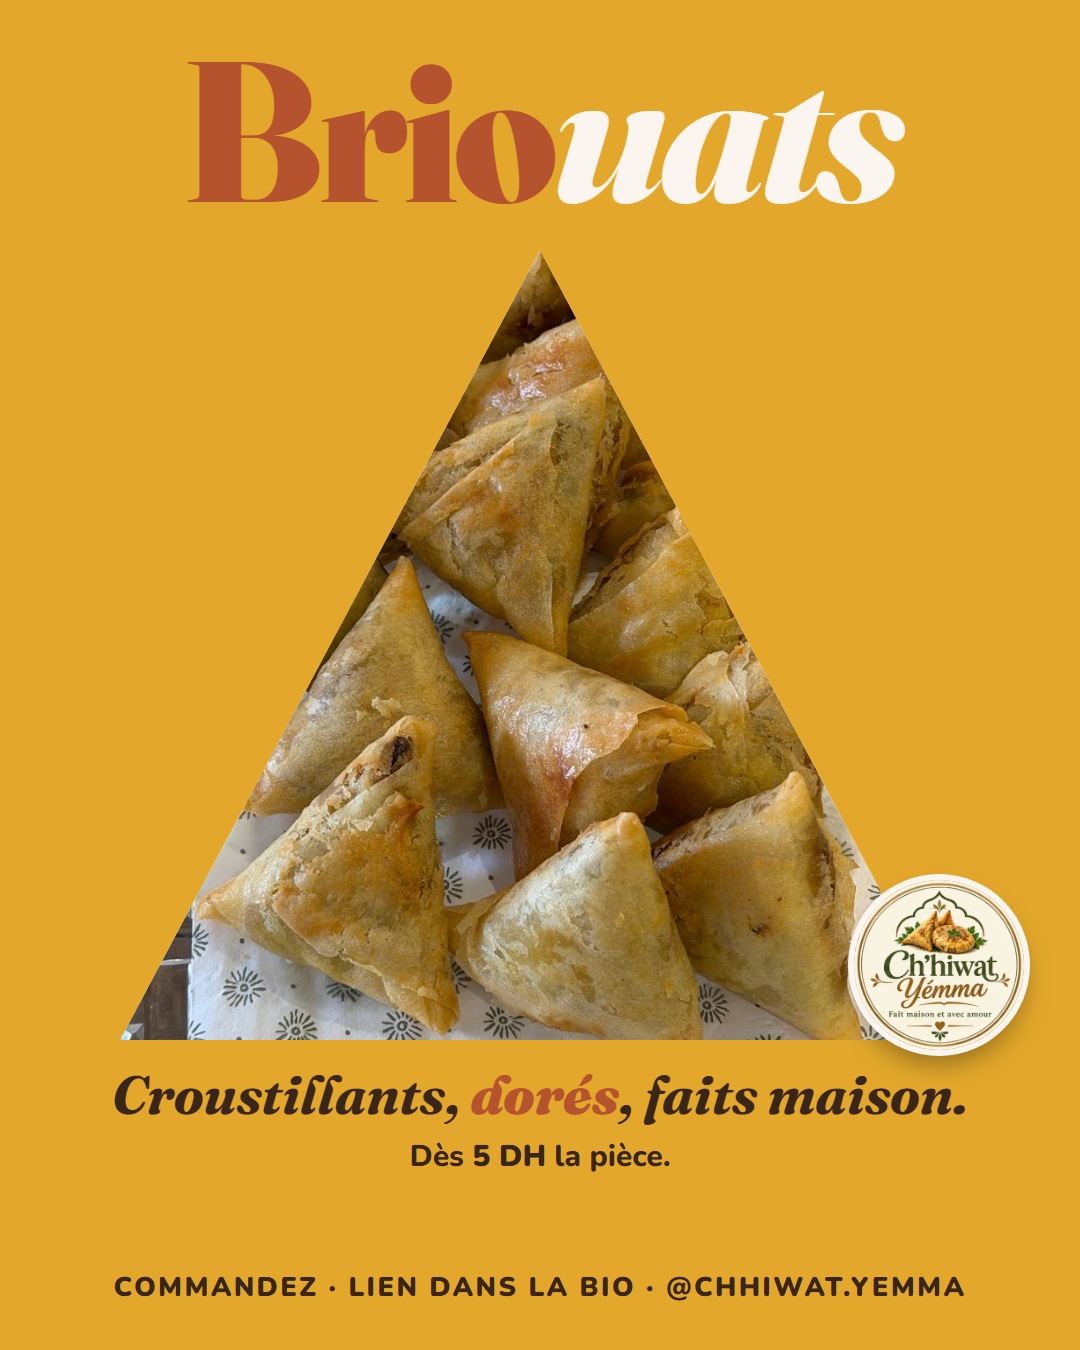 Briouats
Ch'hiwat
Yémma
Fait maison et avec amour
Croustillants, dorés, faits maison.
Dès 5 DH la pièce.
COMMANDEZ · LIEN DANS LA BIO · @CHHIWAT.YEMMA